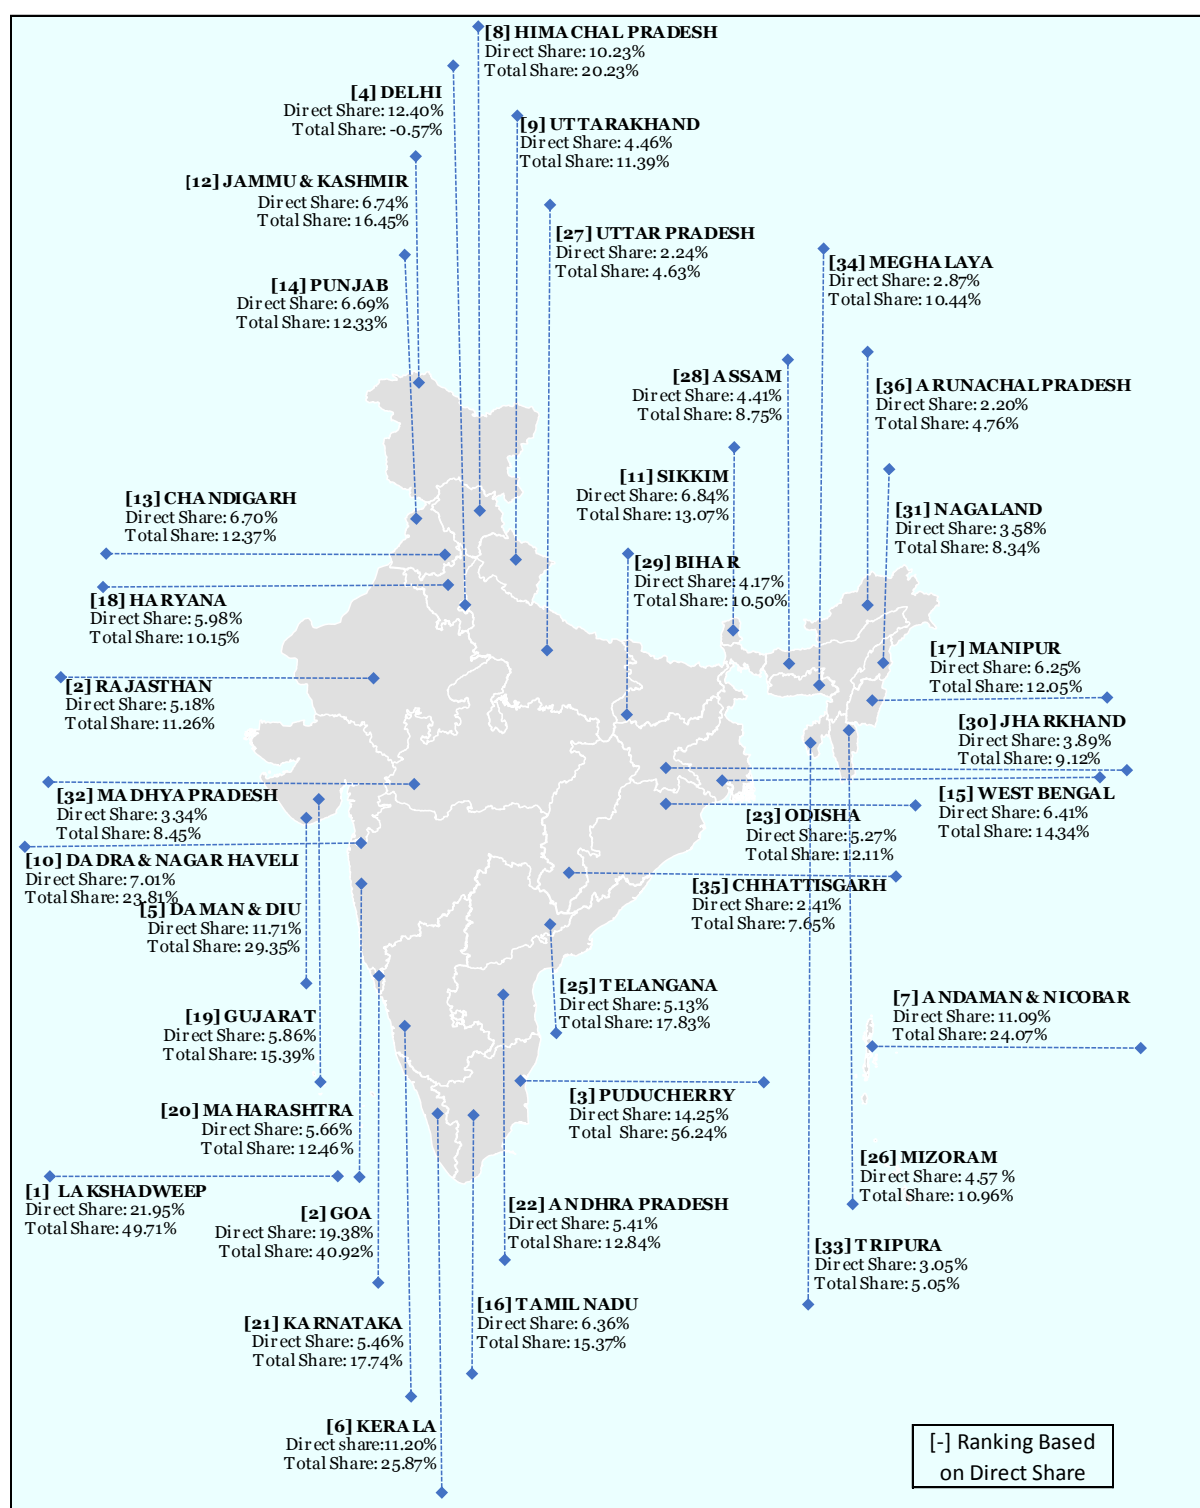 [8] HIMACHAL PRADESH
Direct Share: 10.23%
Total Share: 20.23%
[4] DELHI
Direct Share: 12.40%
Total Share: -0.57%
[9] UTTARAKHAND
Direct Share: 4.46%
Total Share: 11.39%
[12] JAMMU & KASHMIR
Direct Share: 6.74%
Total Share: 16.45%
[27] UTTAR PRADESH
Direct Share: 2.24%
Total Share: 4.63%
[34] MEGHALAYA
Direct Share: 2.87%
Total Share: 10.44%
[14] PUNJAB
Direct Share: 6.69%
Total Share: 12.33%
[28] ASSAM
Direct Share: 4.41%
Total Share: 8.75%
[36] ARUNACHAL PRADESH
Direct Share: 2.20%
Total Share: 4.76%
[11] SIKKIM
Direct Share: 6.84%
Total Share: 13.07%
[13] CHANDIGARH
Direct Share: 6.70%
Total Share: 12.37%
[31] NAGALAND
Direct Share: 3.58%
Total Share: 8.34%
[29] BIHAR
Direct Share: 4.17%
Total Share: 10.50%
[18] HARYANA
Direct Share: 5.98%
Total Share: 10.15%
[17] MANIPUR
Direct Share: 6.25%
Total Share: 12.05%
[2] RAJASTHAN
Direct Share: 5.18%
Total Share: 11.26%
[30] JHARKHAND
Direct Share: 3.89%
Total Share: 9.12%
[32] MADHYA PRADESH
Direct Share: 3.34%
Total Share: 8.45%
[15] WEST BENGAL
Direct Share: 6.41%
Total Share: 14.34%
[23] ODISHA
Direct Share: 5.27%
Total Share: 12.11%
[10] DADRA & NAGAR HAVELI
Direct Share: 7.01%
Total Share: 23.81%
[35] CHHATTISGARH
Direct Share: 2.41%
Total Share: 7.65%
[5] DAMAN & DIU
Direct Share: 11.71%
Total Share: 29.35%
[25] TELANGANA
Direct Share: 5.13%
Total Share: 17.83%
[7] ANDAMAN & NICOBAR
Direct Share: 11.09%
Total Share: 24.07%
[19] GUJARAT
Direct Share: 5.86%
Total Share: 15.39%
[3] PUDUCHERRY
Direct Share: 14.25%
Total Share: 56.24%
[20] MAHARASHTRA
Direct Share: 5.66%
Total Share: 12.46%
[26] MIZORAM
Direct Share: 4.57 %
Total Share: 10.96%
[1] LAKSHADWEEP
Direct Share: 21.95%
Total Share: 49.71%
[2] GOA
Direct Share: 19.38%
Total Share: 40.92%
[22] ANDHRA PRADESH
Direct Share: 5.41%
Total Share: 12.84%
[33] TRIPURA
Direct Share: 3.05%
Total Share: 5.05%
[16] TAMIL NADU
Direct Share: 6.36%
Total Share: 15.37%
[21] KARNATAKA
Direct Share: 5.46%
Total Share: 17.74%
[6] KERALA
Direct share:11.20%
Total Share: 25.87%
[-] Ranking Based
on Direct Share